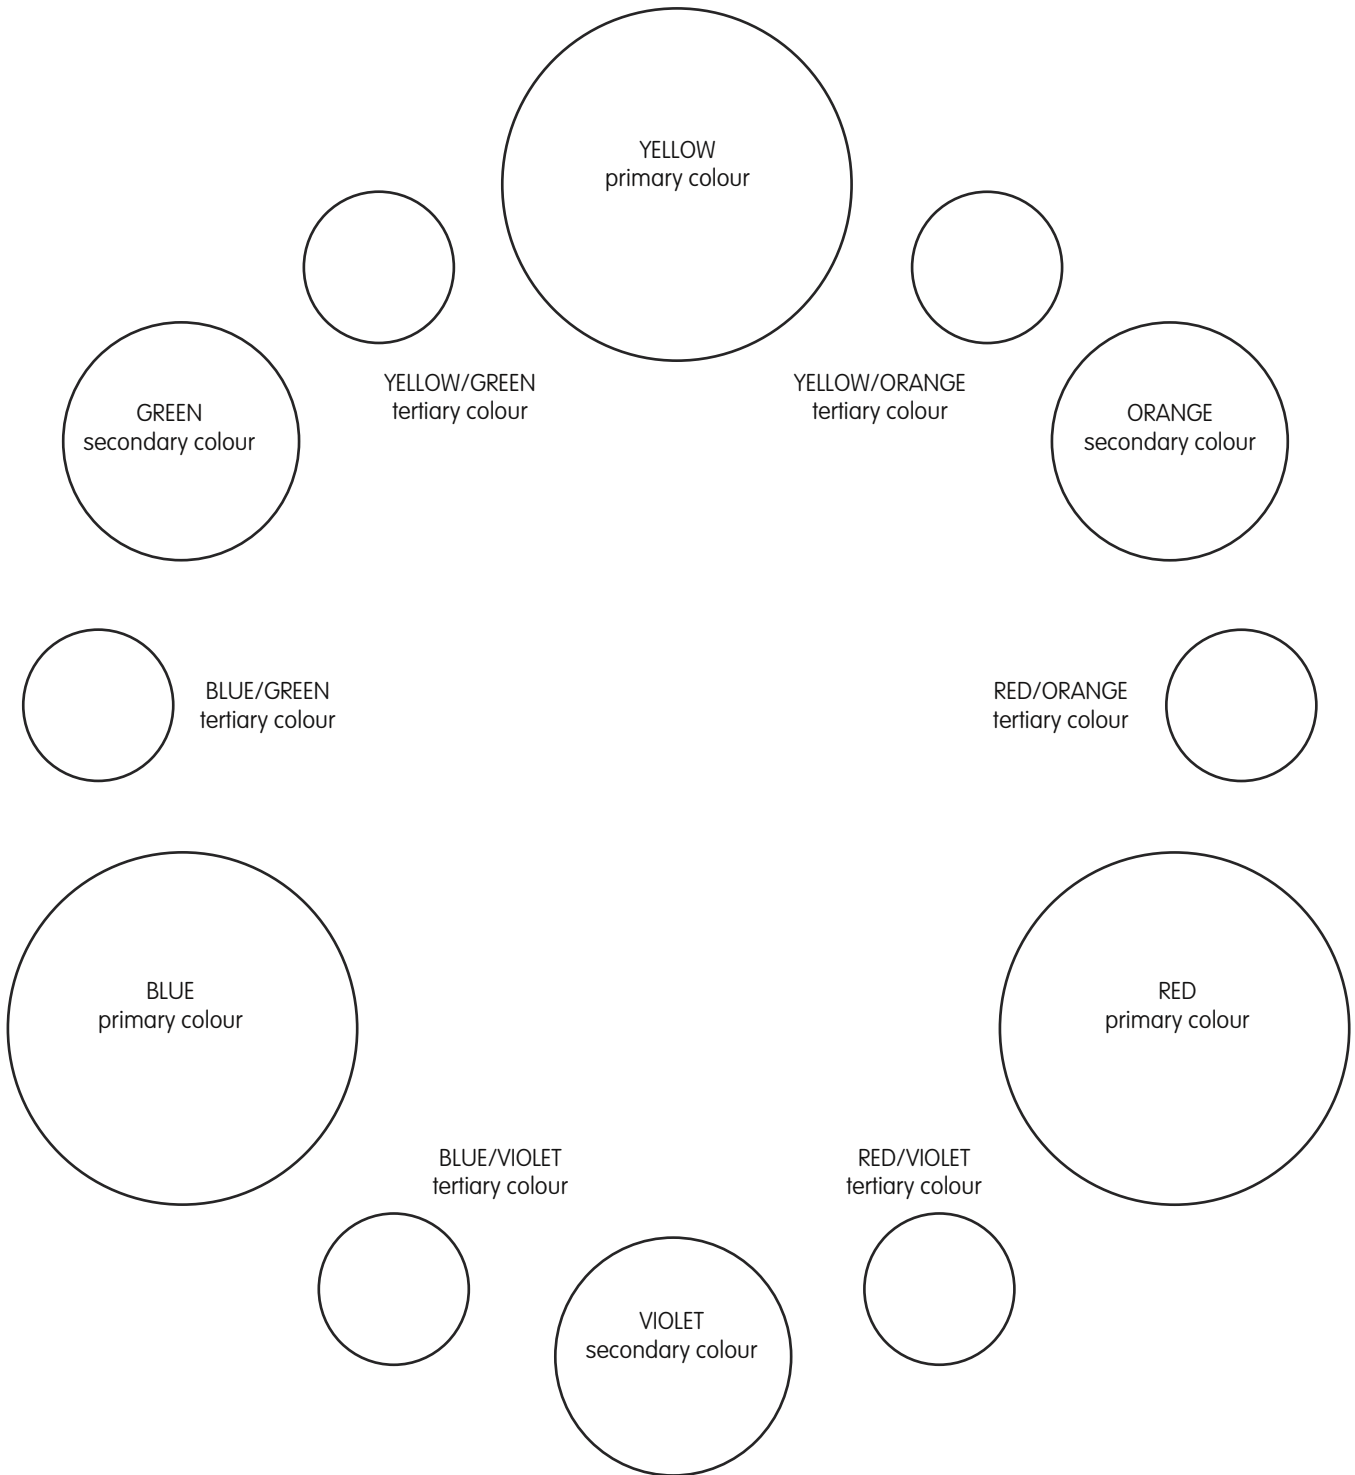 YELLOW
primary colour
YELLOW/GREEN
tertiary colour
YELLOW/ORANGE
tertiary colour
GREEN
secondary colour
ORANGE
secondary colour
BLUE/GREEN
tertiary colour
RED/ORANGE
tertiary colour
BLUE
primary colour
RED
primary colour
BLUE/VIOLET
tertiary colour
RED/VIOLET
tertiary colour
VIOLET
secondary colour